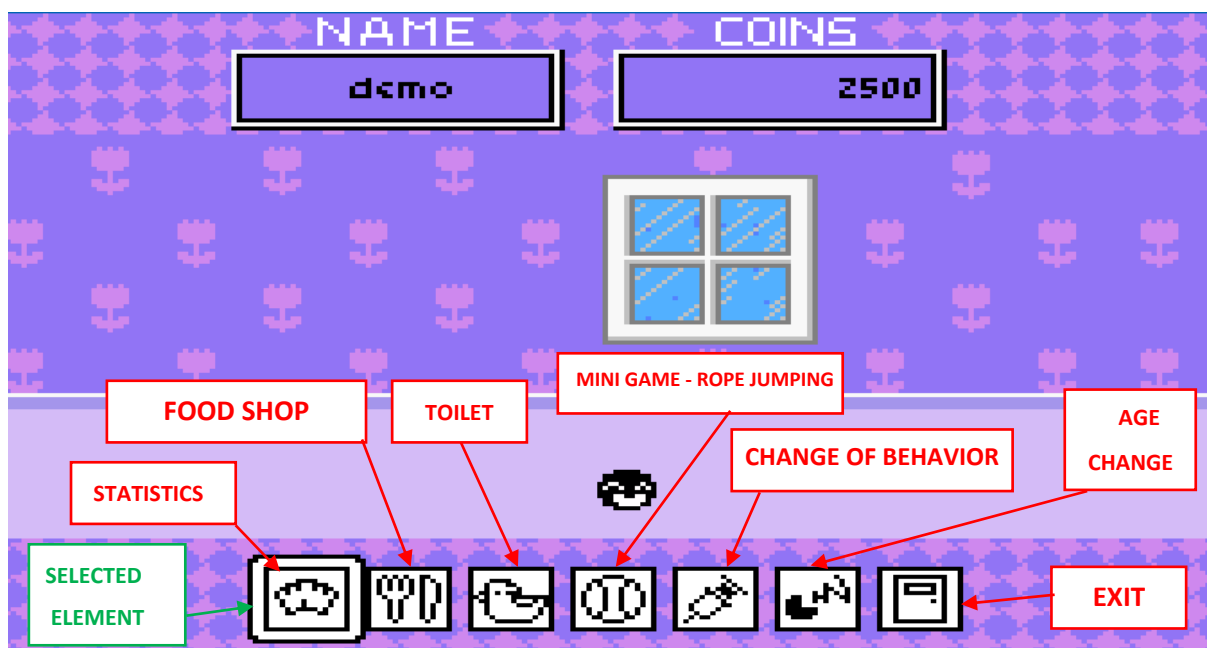 NAME
COINS
demo
2500
MINI GAME - ROPE JUMPING
FOOD SHOP
TOILET
AGE
CHANGE
CHANGE OF BEHAVIOR
STATISTICS
SELECTED
ELEMENT
EXIT